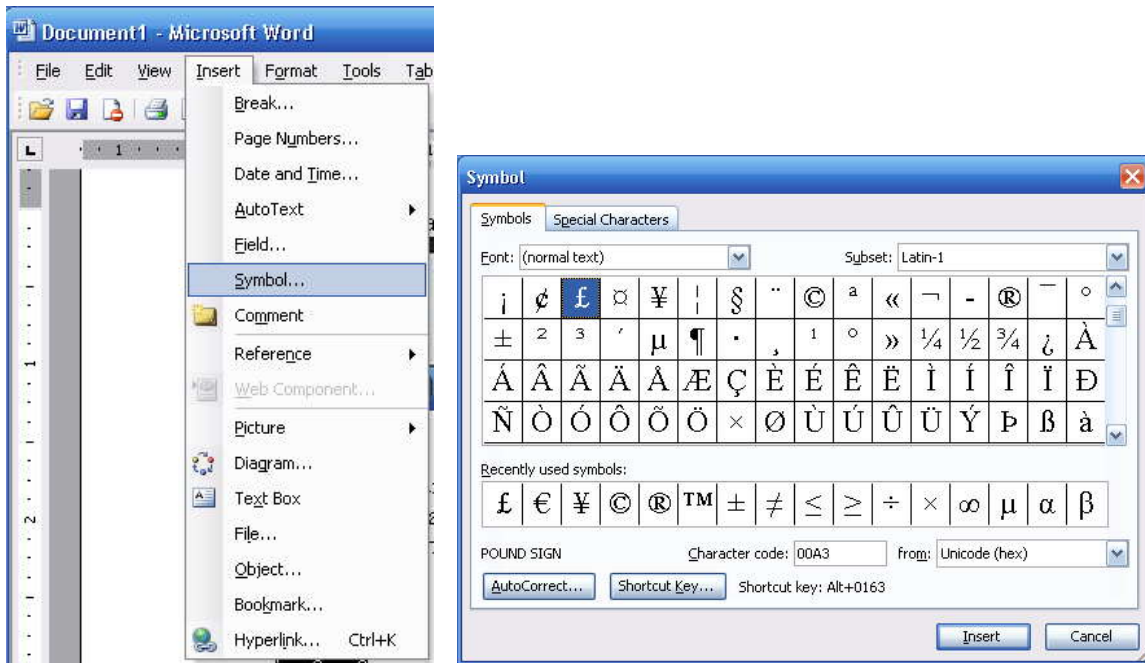 Document1 - Microsoft Word
File Edit View Insert Format Tools Tab
Break...
Page Numbers...
Date and Time...
AutoText
Field...
Symbol...
Comment
Reference
Web Component...
Picture
Diagram...
Text Box
File...
Object...
Bookmark...
Hyperlink... Ctrl+K
L
1
1
2
Symbol
Symbols Special Characters
Font: (normal text) Subset: Latin-1
¡ ¢ £ ¤ ¥ ¦ § ¨ © ª « ¬ - ® ¯ °
± ² ³ ´ µ ¶ · ¸ ¹ º » ¼ ½ ¾ ¿ À
Á Â Ã Ä Å Æ Ç È É Ê Ë Ì Í Î Ï Ð
Ñ Ò Ó Ô Õ Ö × Ø Ù Ú Û Ü Ý Þ ß à
Recently used symbols:
£ € ¥ © ® ™ ± ≠ ≤ ≥ ÷ × ∞ µ α β
POUND SIGN Character code: 00A3 from: Unicode (hex)
AutoCorrect... Shortcut Key... Shortcut key: Alt+0163
Insert Cancel